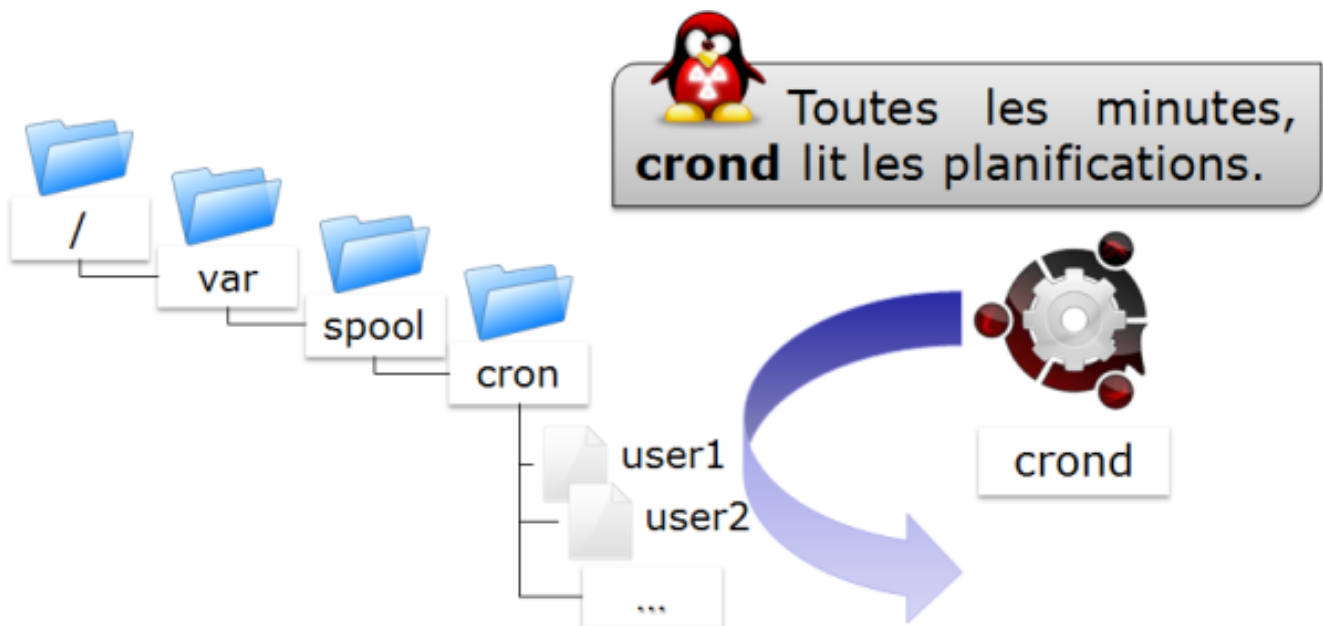 Toutes les minutes,
crond lit les planifications.
/
var
spool
cron
user1
user2
...
crond